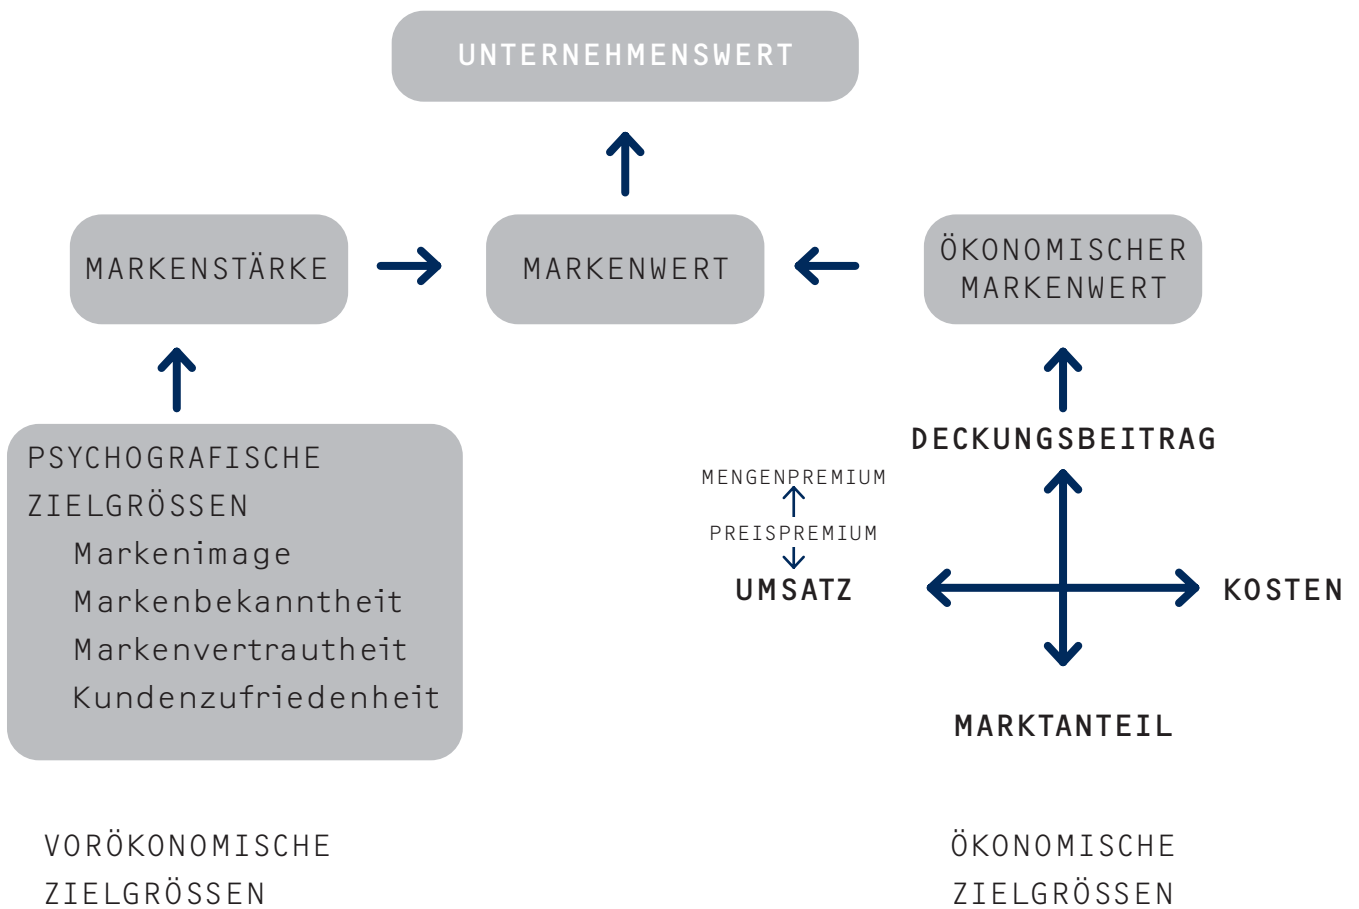 UNTERNEHMENSWERT
MARKENSTÄRKE
MARKENWERT
ÖKONOMISCHER
MARKENWERT
PSYCHOGRAFISCHE
ZIELGRÖSSEN
Markenimage
Markenbekanntheit
Markenvertrautheit
Kundenzufriedenheit
DECKUNGSBEITRAG
MENGENPREMIUM
PREISPREMIUM
UMSATZ
KOSTEN
MARKTANTEIL
VORÖKONOMISCHE
ZIELGRÖSSEN
ÖKONOMISCHE
ZIELGRÖSSEN